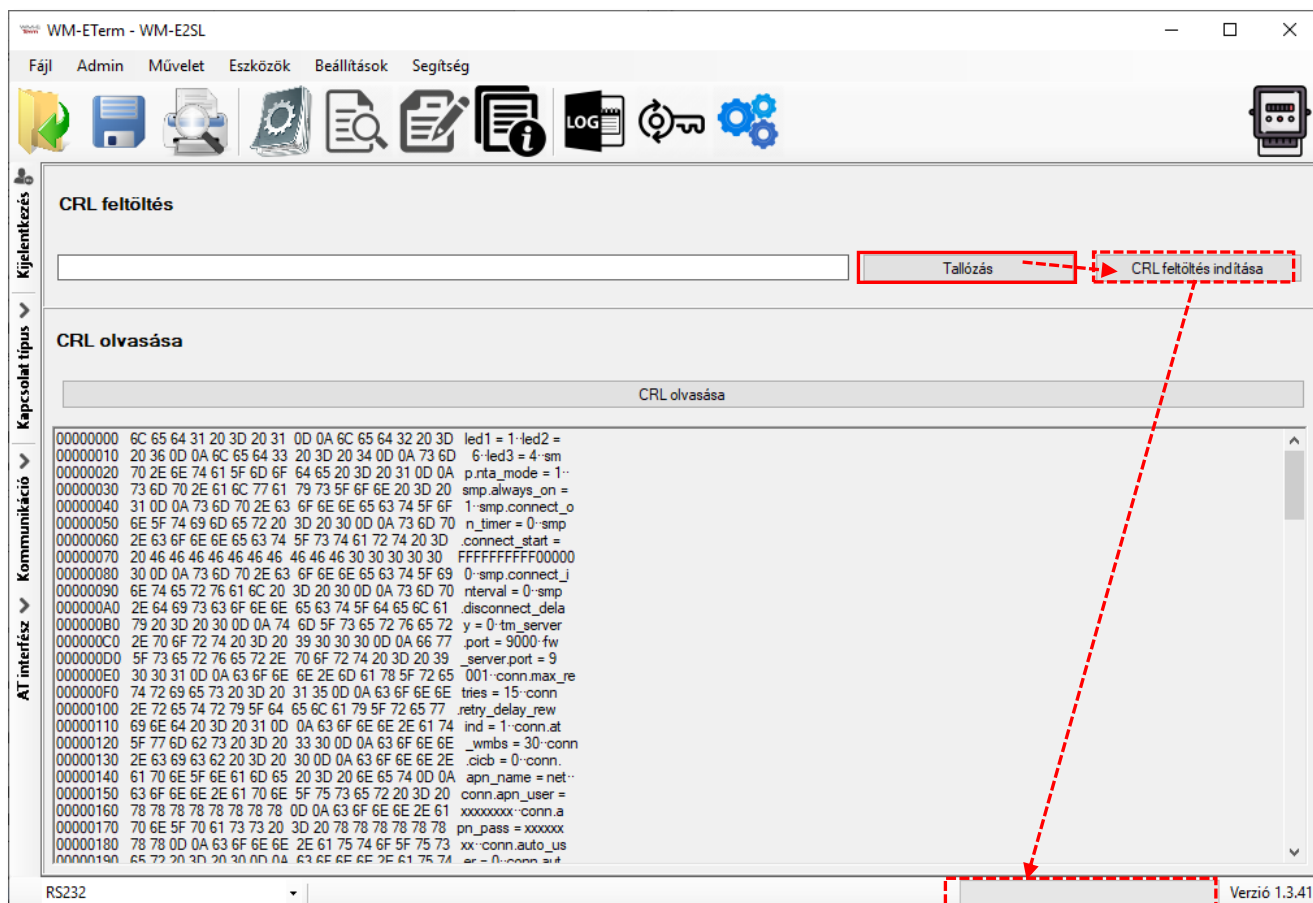 WM-ETerm - WM-E2SL
Fájl Admin Művelet Eszközök Beállítások Segítség
LOG
Kijelentkezés
Kapcsolat típus
Kommunikáció
AT interfész
CRL feltöltés
Tallózás CRL feltöltés indítása
CRL olvasása
CRL olvasása
00000000 6C 65 64 31 20 3D 20 31 0D 0A 6C 65 64 32 20 3D led1 = 1··led2 =
00000010 20 36 0D 0A 6C 65 64 33 20 3D 20 34 0D 0A 73 6D 6··led3 = 4··sm
00000020 70 2E 6E 74 61 5F 6D 6F 64 65 20 3D 20 31 0D 0A p.nta_mode = 1··
00000030 73 6D 70 2E 61 6C 77 61 79 73 5F 6F 6E 20 3D 20 smp.always_on =
00000040 31 0D 0A 73 6D 70 2E 63 6F 6E 6E 65 63 74 5F 6F 1··smp.connect_o
00000050 6E 5F 74 69 6D 65 72 20 3D 20 30 0D 0A 73 6D 70 n_timer = 0··smp
00000060 2E 63 6F 6E 6E 65 63 74 5F 73 74 61 72 74 20 3D .connect_start =
00000070 20 46 46 46 46 46 46 46 46 46 46 30 30 30 30 30 FFFFFFFFFF00000
00000080 30 0D 0A 73 6D 70 2E 63 6F 6E 6E 65 63 74 5F 69 0··smp.connect_i
00000090 6E 74 65 72 76 61 6C 20 3D 20 30 0D 0A 73 6D 70 nterval = 0··smp
000000A0 2E 64 69 73 63 6F 6E 6E 65 63 74 5F 64 65 6C 61 .disconnect_dela
000000B0 79 20 3D 20 30 0D 0A 74 6D 5F 73 65 72 76 65 72 y = 0··tm_server
000000C0 2E 70 6F 72 74 20 3D 20 39 30 30 30 0D 0A 66 77 .port = 9000··fw
000000D0 5F 73 65 72 76 65 72 2E 70 6F 72 74 20 3D 20 39 _server.port = 9
000000E0 30 30 31 0D 0A 63 6F 6E 6E 2E 6D 61 78 5F 72 65 001··conn.max_re
000000F0 74 72 69 65 73 20 3D 20 31 35 0D 0A 63 6F 6E 6E tries = 15··conn
00000100 2E 72 65 74 72 79 5F 64 65 6C 61 79 5F 72 65 77 .retry_delay_rew
00000110 69 6E 64 20 3D 20 31 0D 0A 63 6F 6E 6E 2E 61 74 ind = 1··conn.at
00000120 5F 77 6D 62 73 20 3D 20 33 30 0D 0A 63 6F 6E 6E _wmbs = 30··conn
00000130 2E 63 69 63 62 20 3D 20 30 0D 0A 63 6F 6E 6E 2E .cicb = 0··conn.
00000140 61 70 6E 5F 6E 61 6D 65 20 3D 20 6E 65 74 0D 0A apn_name = net··
00000150 63 6F 6E 6E 2E 61 70 6E 5F 75 73 65 72 20 3D 20 conn.apn_user =
00000160 78 78 78 78 78 78 78 78 0D 0A 63 6F 6E 6E 2E 61 xxxxxxxx··conn.a
00000170 70 6E 5F 70 61 73 73 20 3D 20 78 78 78 78 78 78 pn_pass = xxxxxx
00000180 78 78 0D 0A 63 6F 6E 6E 2E 61 75 74 6F 5F 75 73 xx··conn.auto_us
00000190 65 72 20 3D 20 30 0D 0A 63 6F 6E 6E 2E 61 75 74 er = 0··conn.aut
RS232 Verzió 1.3.41